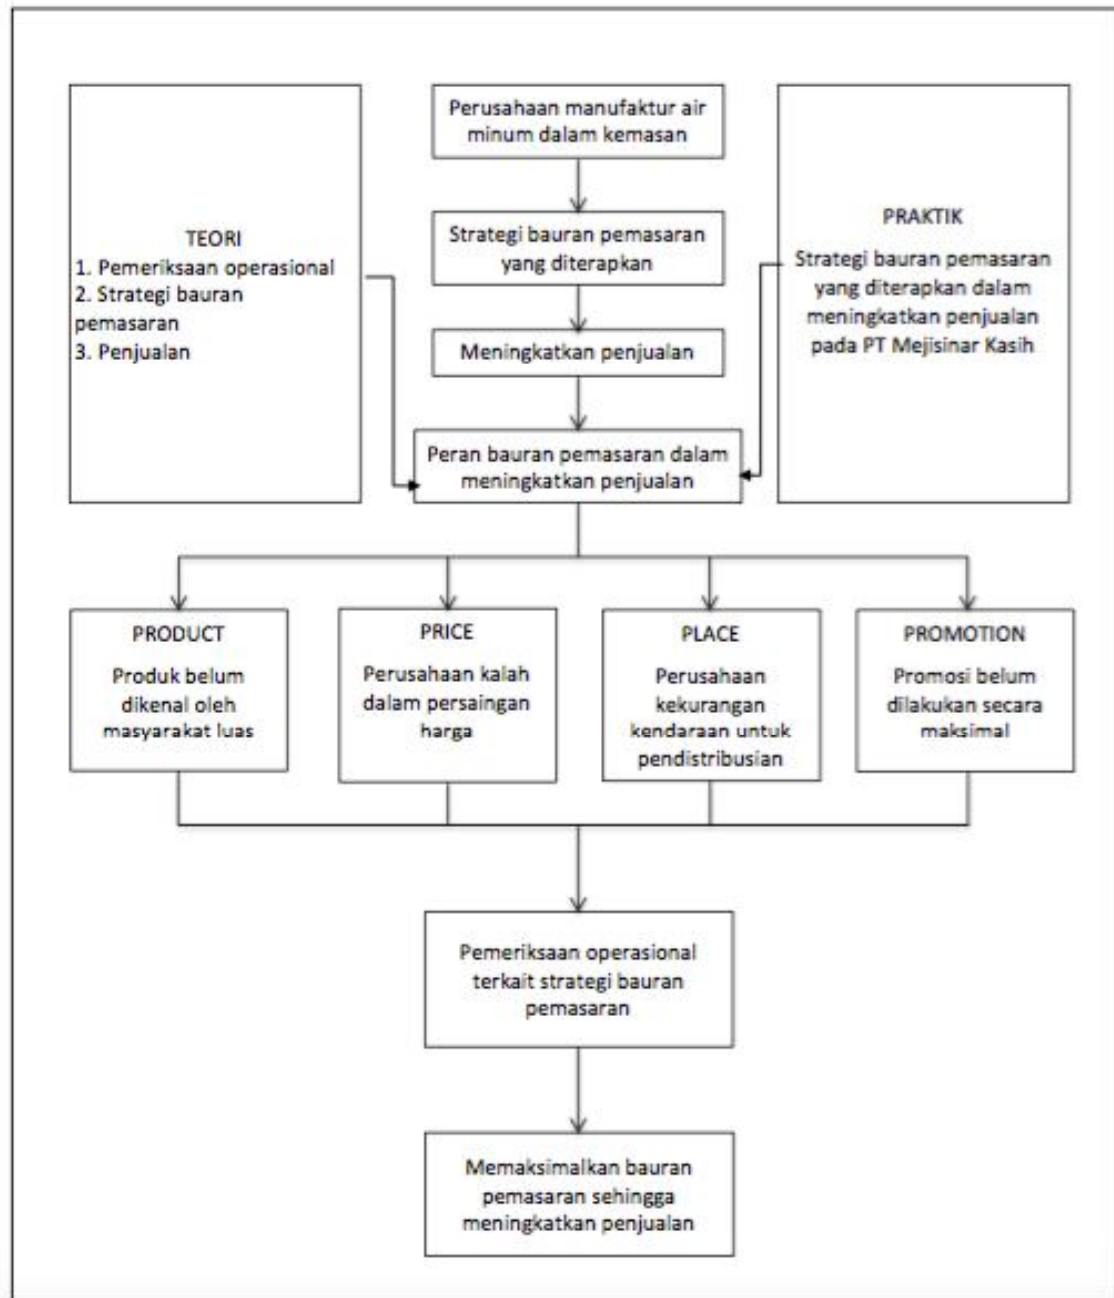 Perusahaan manufaktur air
minum dalam kemasan
TEORI
1. Pemeriksaan operasional
2. Strategi bauran
pemasaran
3. Penjualan
Strategi bauran pemasaran
yang diterapkan
PRAKTIK
Strategi bauran pemasaran
yang diterapkan dalam
meningkatkan penjualan
pada PT Mejisinar Kasih
Meningkatkan penjualan
Peran bauran pemasaran dalam
meningkatkan penjualan
PRODUCT
Produk belum
dikenal oleh
masyarakat luas
PRICE
Perusahaan kalah
dalam persaingan
harga
PLACE
Perusahaan
kekurangan
kendaraan untuk
pendistribusian
PROMOTION
Promosi belum
dilakukan secara
maksimal
Pemeriksaan operasional
terkait strategi bauran
pemasaran
Memaksimalkan bauran
pemasaran sehingga
meningkatkan penjualan